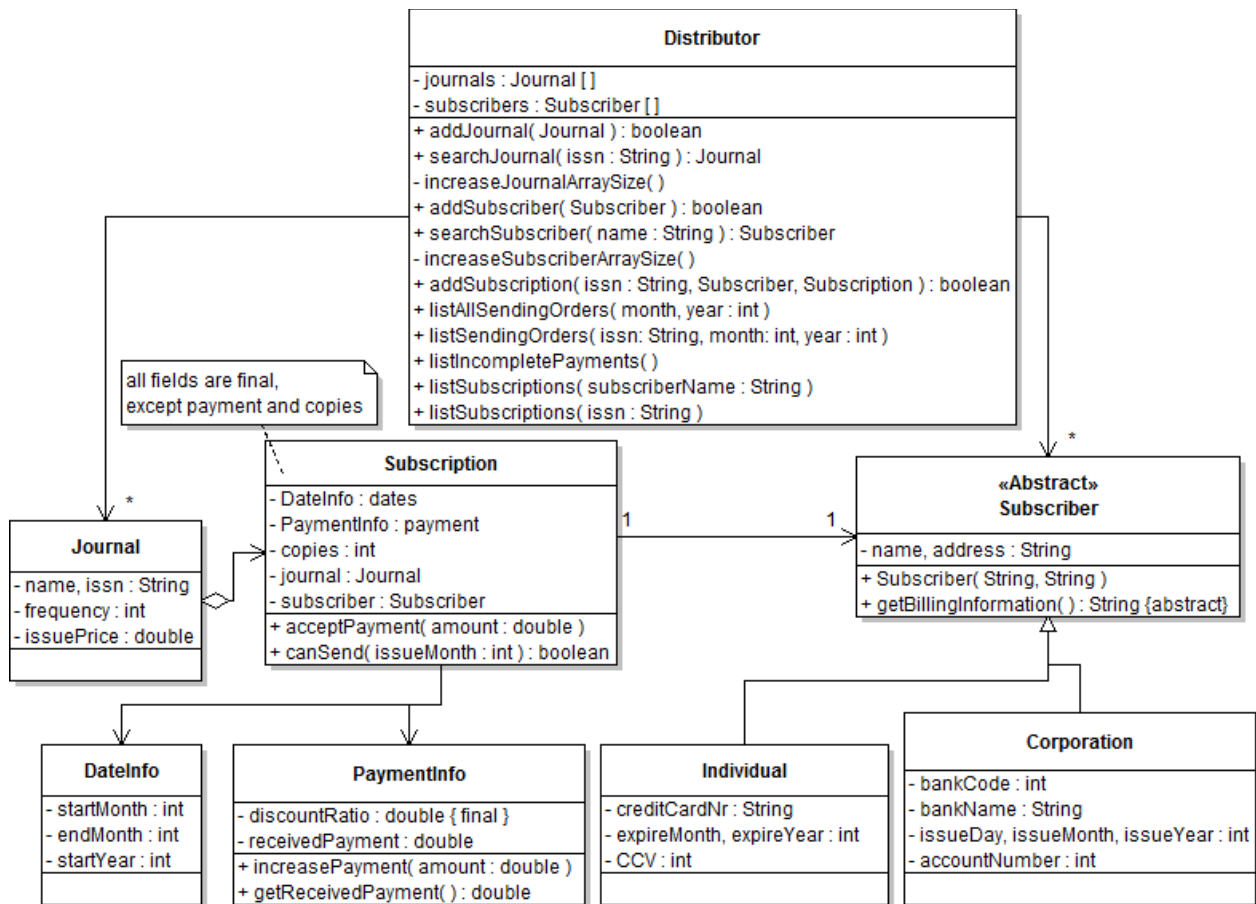 Distributor
- journals : Journal [ ]
- subscribers : Subscriber [ ]
+ addJournal( Journal ) : boolean
+ searchJournal( issn : String ) : Journal
- increaseJournalArraySize( )
+ addSubscriber( Subscriber ) : boolean
+ searchSubscriber( name : String ) : Subscriber
- increaseSubscriberArraySize( )
+ addSubscription( issn : String, Subscriber, Subscription ) : boolean
+ listAllSendingOrders( month, year : int )
+ listSendingOrders( issn: String, month: int, year : int )
+ listIncompletePayments( )
+ listSubscriptions( subscriberName : String )
+ listSubscriptions( issn : String )
all fields are final,
except payment and copies
*
*
Journal
- name, issn : String
- frequency : int
- issuePrice : double
Subscription
- DateInfo : dates
- PaymentInfo : payment
- copies : int
- journal : Journal
- subscriber : Subscriber
+ acceptPayment( amount : double )
+ canSend( issueMonth : int ) : boolean
1
1
«Abstract»
Subscriber
- name, address : String
+ Subscriber( String, String )
+ getBillingInformation( ) : String {abstract}
DateInfo
- startMonth : int
- endMonth : int
- startYear : int
PaymentInfo
- discountRatio : double { final }
- receivedPayment : double
+ increasePayment( amount : double )
+ getReceivedPayment( ) : double
Individual
- creditCardNr : String
- expireMonth, expireYear : int
- CCV : int
Corporation
- bankCode : int
- bankName : String
- issueDay, issueMonth, issueYear : int
- accountNumber : int